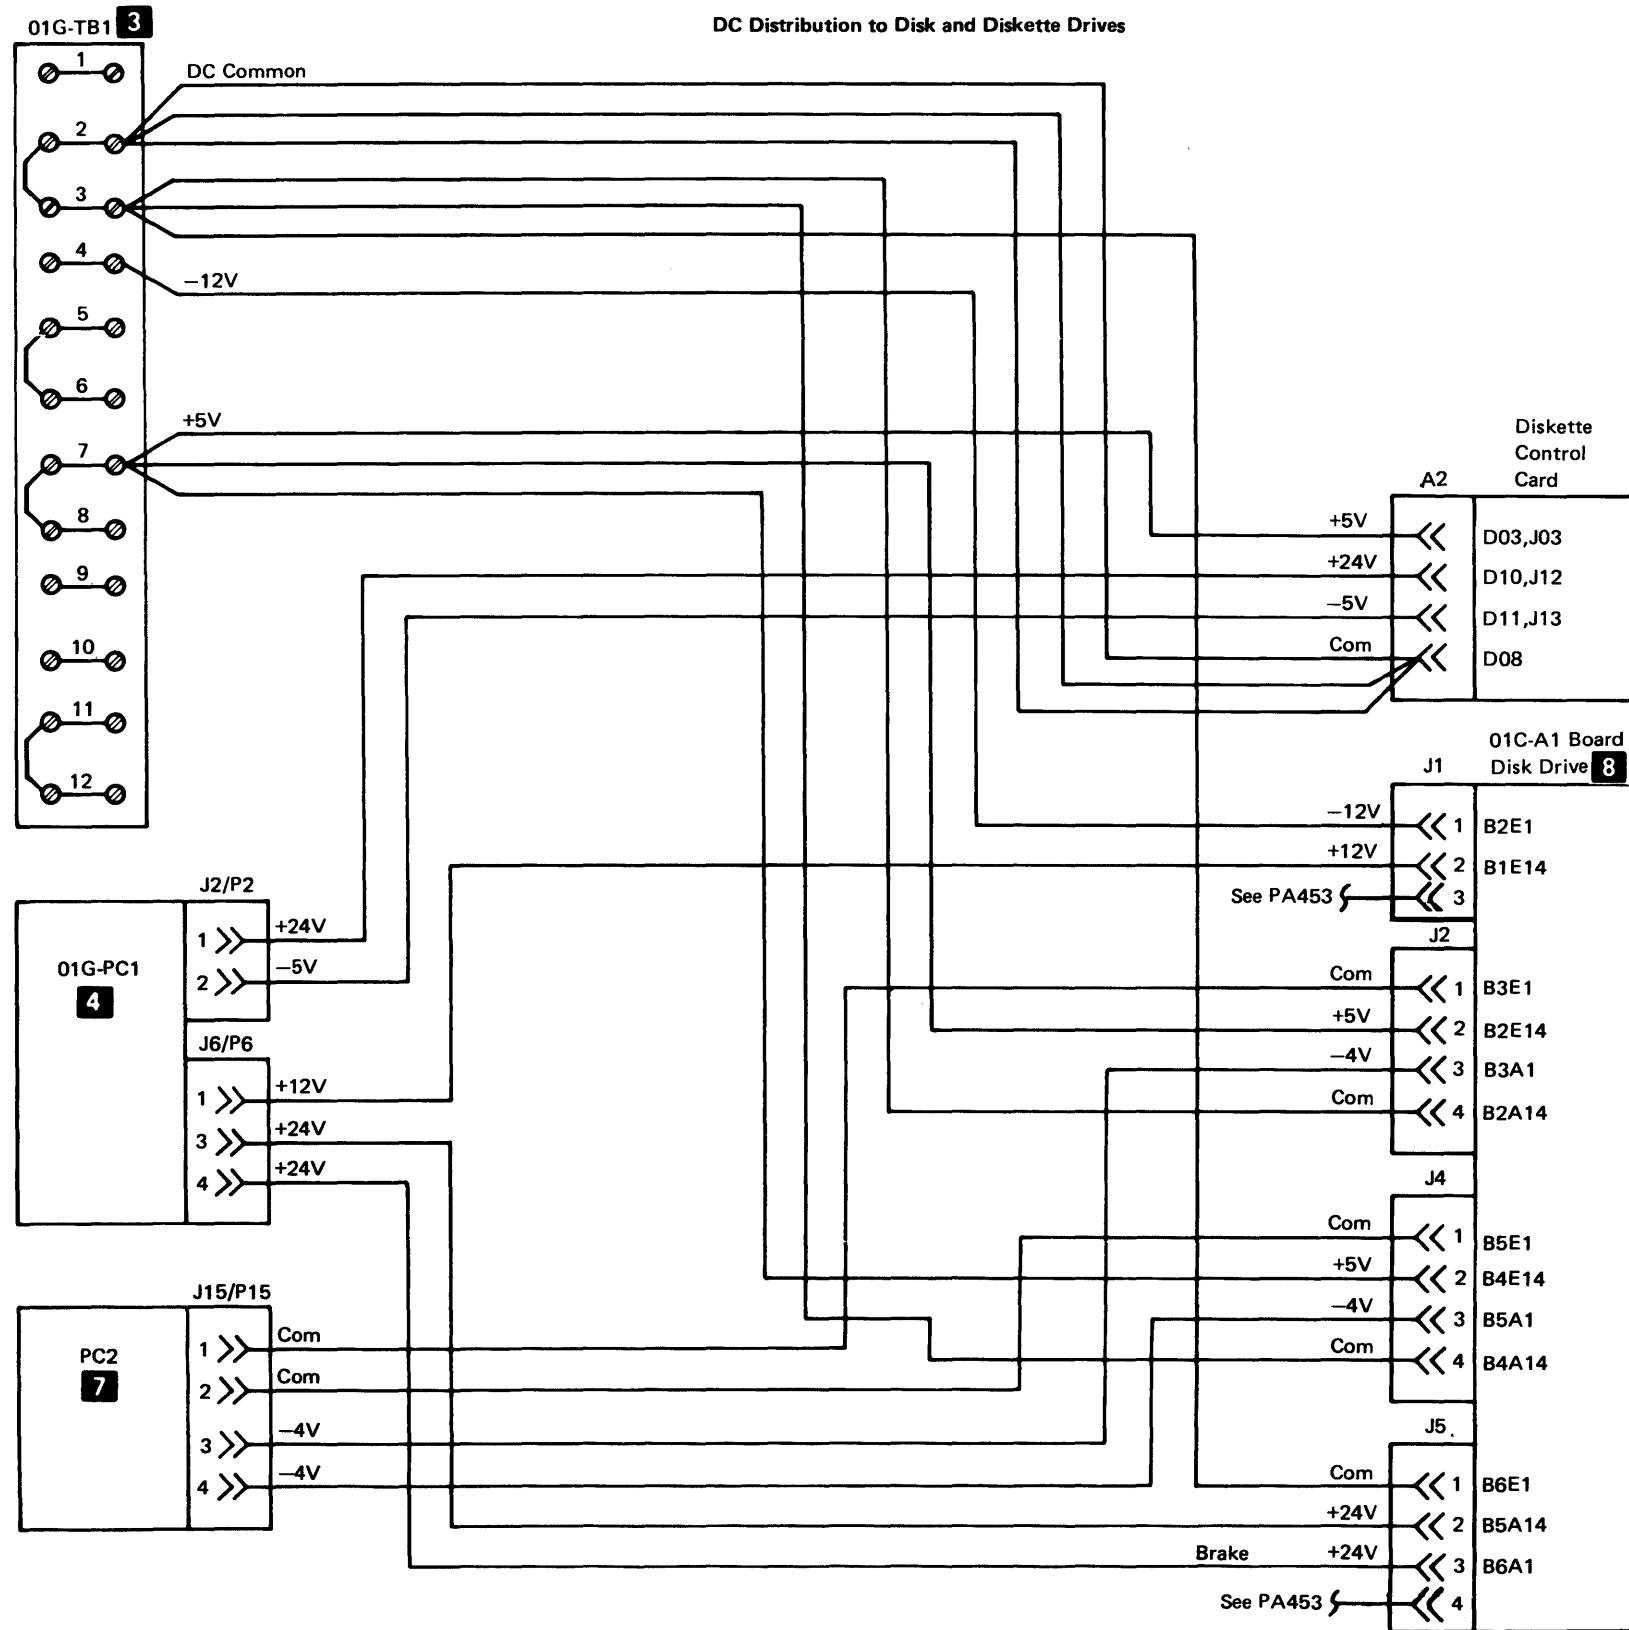 DC Distribution to Disk and Diskette Drives
01G-TB1 3
1
DC Common
2
3
4
−12V
5
6
+5V
7
8
9
10
11
12
Diskette
Control
Card
A2
+5V D03,J03
+24V D10,J12
−5V D11,J13
Com D08
01C-A1 Board
J1 Disk Drive 8
−12V 1 B2E1
+12V 2 B1E14
See PA453 3
J2
Com 1 B3E1
+5V 2 B2E14
−4V 3 B3A1
Com 4 B2A14
J4
Com 1 B5E1
+5V 2 B4E14
−4V 3 B5A1
Com 4 B4A14
J5
Com 1 B6E1
+24V 2 B5A14
Brake +24V 3 B6A1
See PA453 4
J2/P2
01G-PC1
4
1 +24V
2 −5V
J6/P6
1 +12V
3 +24V
4 +24V
J15/P15
PC2
7
1 Com
2 Com
3 −4V
4 −4V